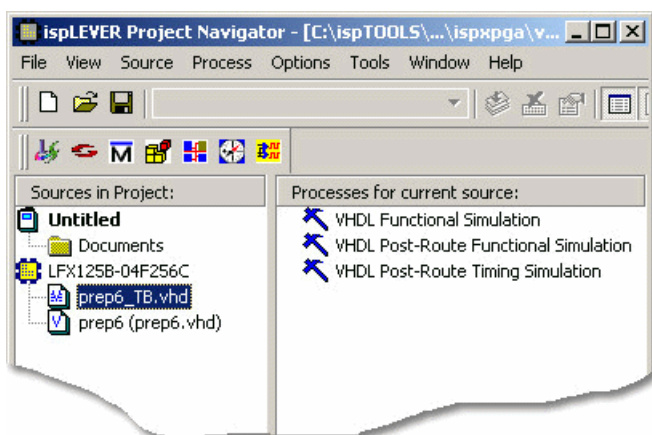 ispLEVER Project Navigator - [C:\ispTOOLS\...\ispxpga\v...
File View Source Process Options Tools Window Help
Sources in Project:
Processes for current source:
Untitled
VHDL Functional Simulation
Documents
VHDL Post-Route Functional Simulation
LFX125B-04F256C
VHDL Post-Route Timing Simulation
prep6_TB.vhd
prep6 (prep6.vhd)